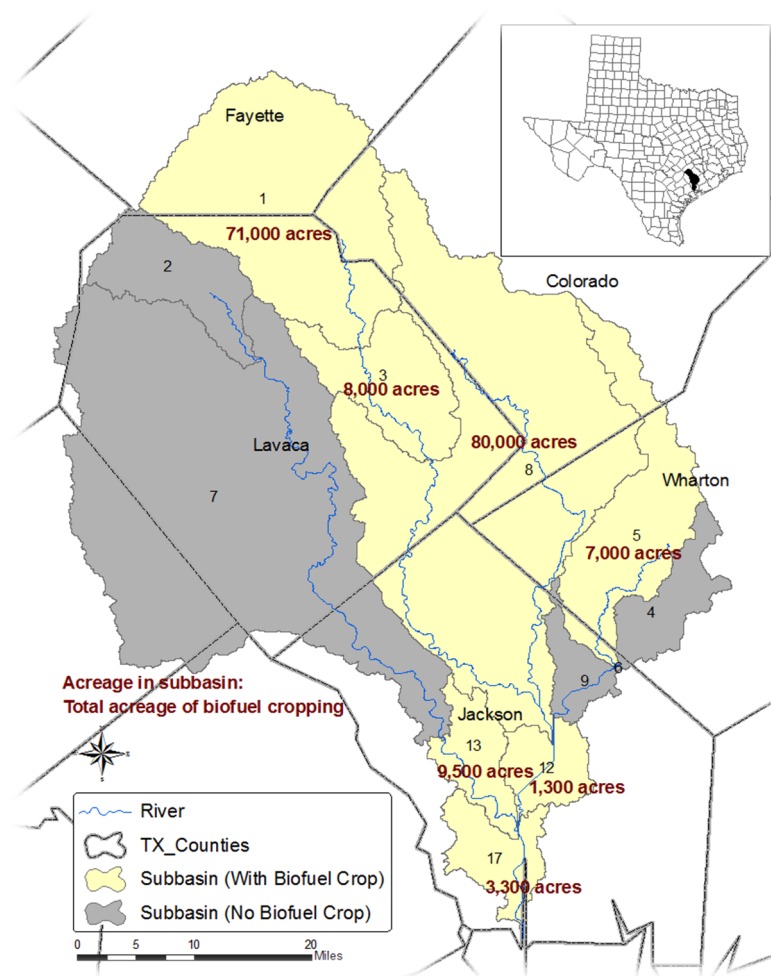 Fayette
1
71,000 acres
2
Colorado
3
8,000 acres
80,000 acres
Lavaca
8
Wharton
7
5
7,000 acres
4
6
9
Acreage in subbasin:
Total acreage of biofuel cropping
Jackson
13
12
9,500 acres
1,300 acres
17
3,300 acres
River
TX_Counties
Subbasin (With Biofuel Crop)
Subbasin (No Biofuel Crop)
0 5 10 20
Miles